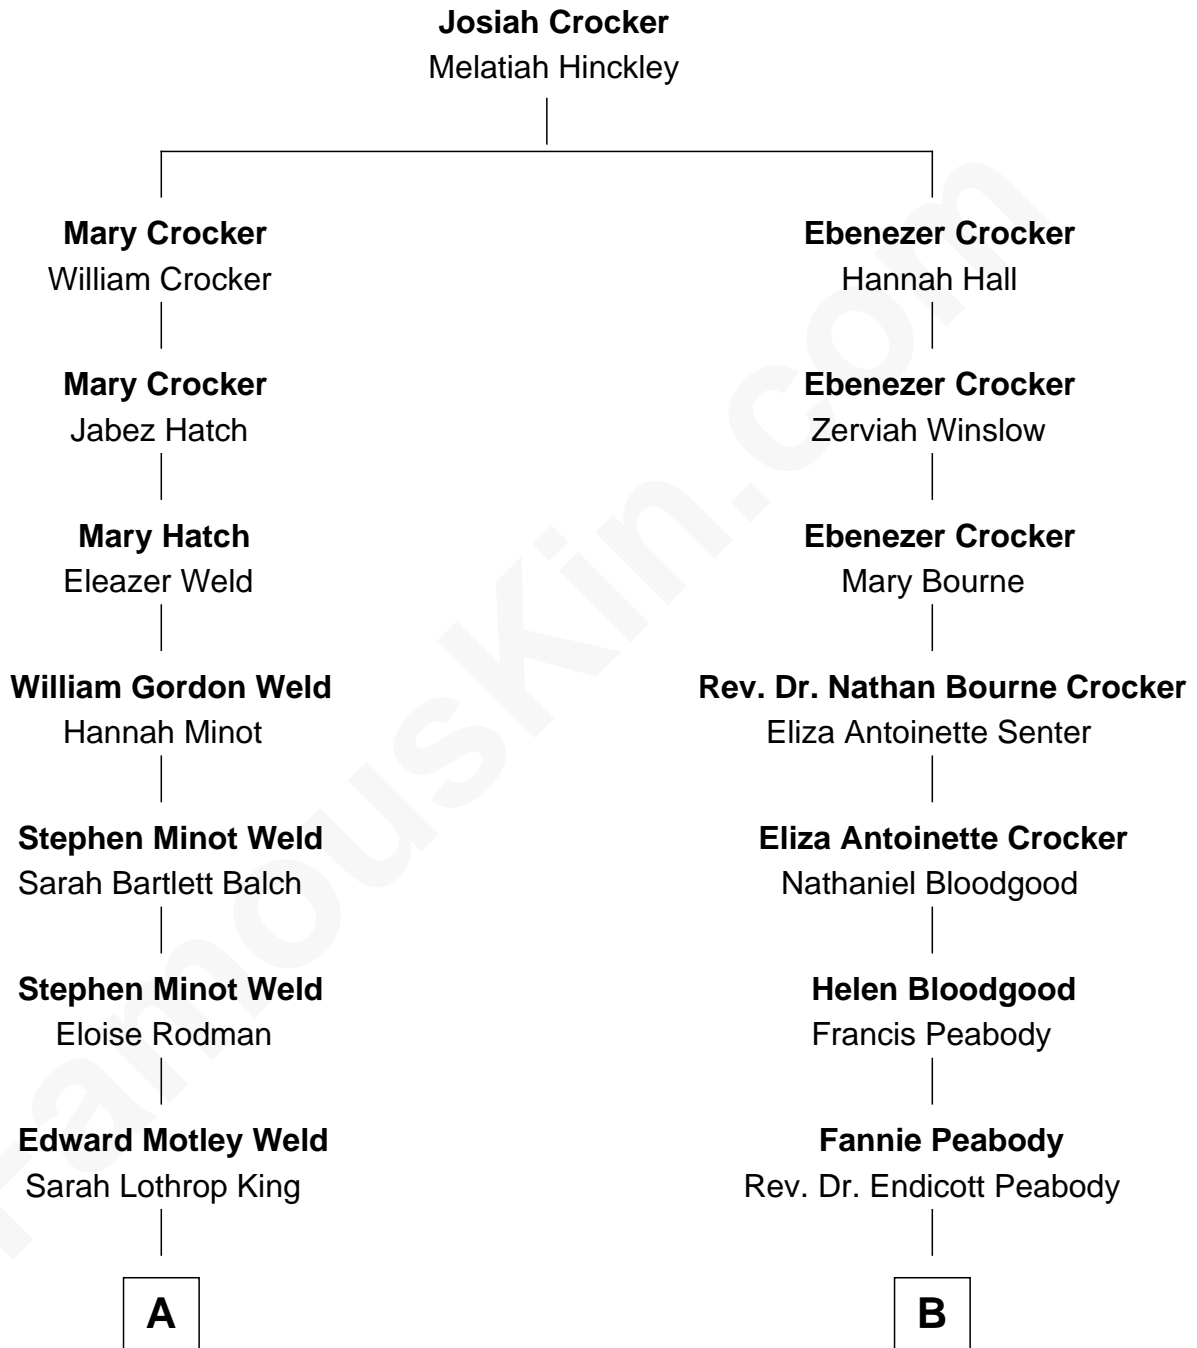 Josiah Crocker
Melatiah Hinckley
Mary Crocker
William Crocker
Ebenezer Crocker
Hannah Hall
Mary Crocker
Jabez Hatch
Ebenezer Crocker
Zerviah Winslow
Mary Hatch
Eleazer Weld
Ebenezer Crocker
Mary Bourne
William Gordon Weld
Hannah Minot
Rev. Dr. Nathan Bourne Crocker
Eliza Antoinette Senter
Stephen Minot Weld
Sarah Bartlett Balch
Eliza Antoinette Crocker
Nathaniel Bloodgood
Stephen Minot Weld
Eloise Rodman
Helen Bloodgood
Francis Peabody
Edward Motley Weld
Sarah Lothrop King
Fannie Peabody
Rev. Dr. Endicott Peabody
A
B
FamousKin.com